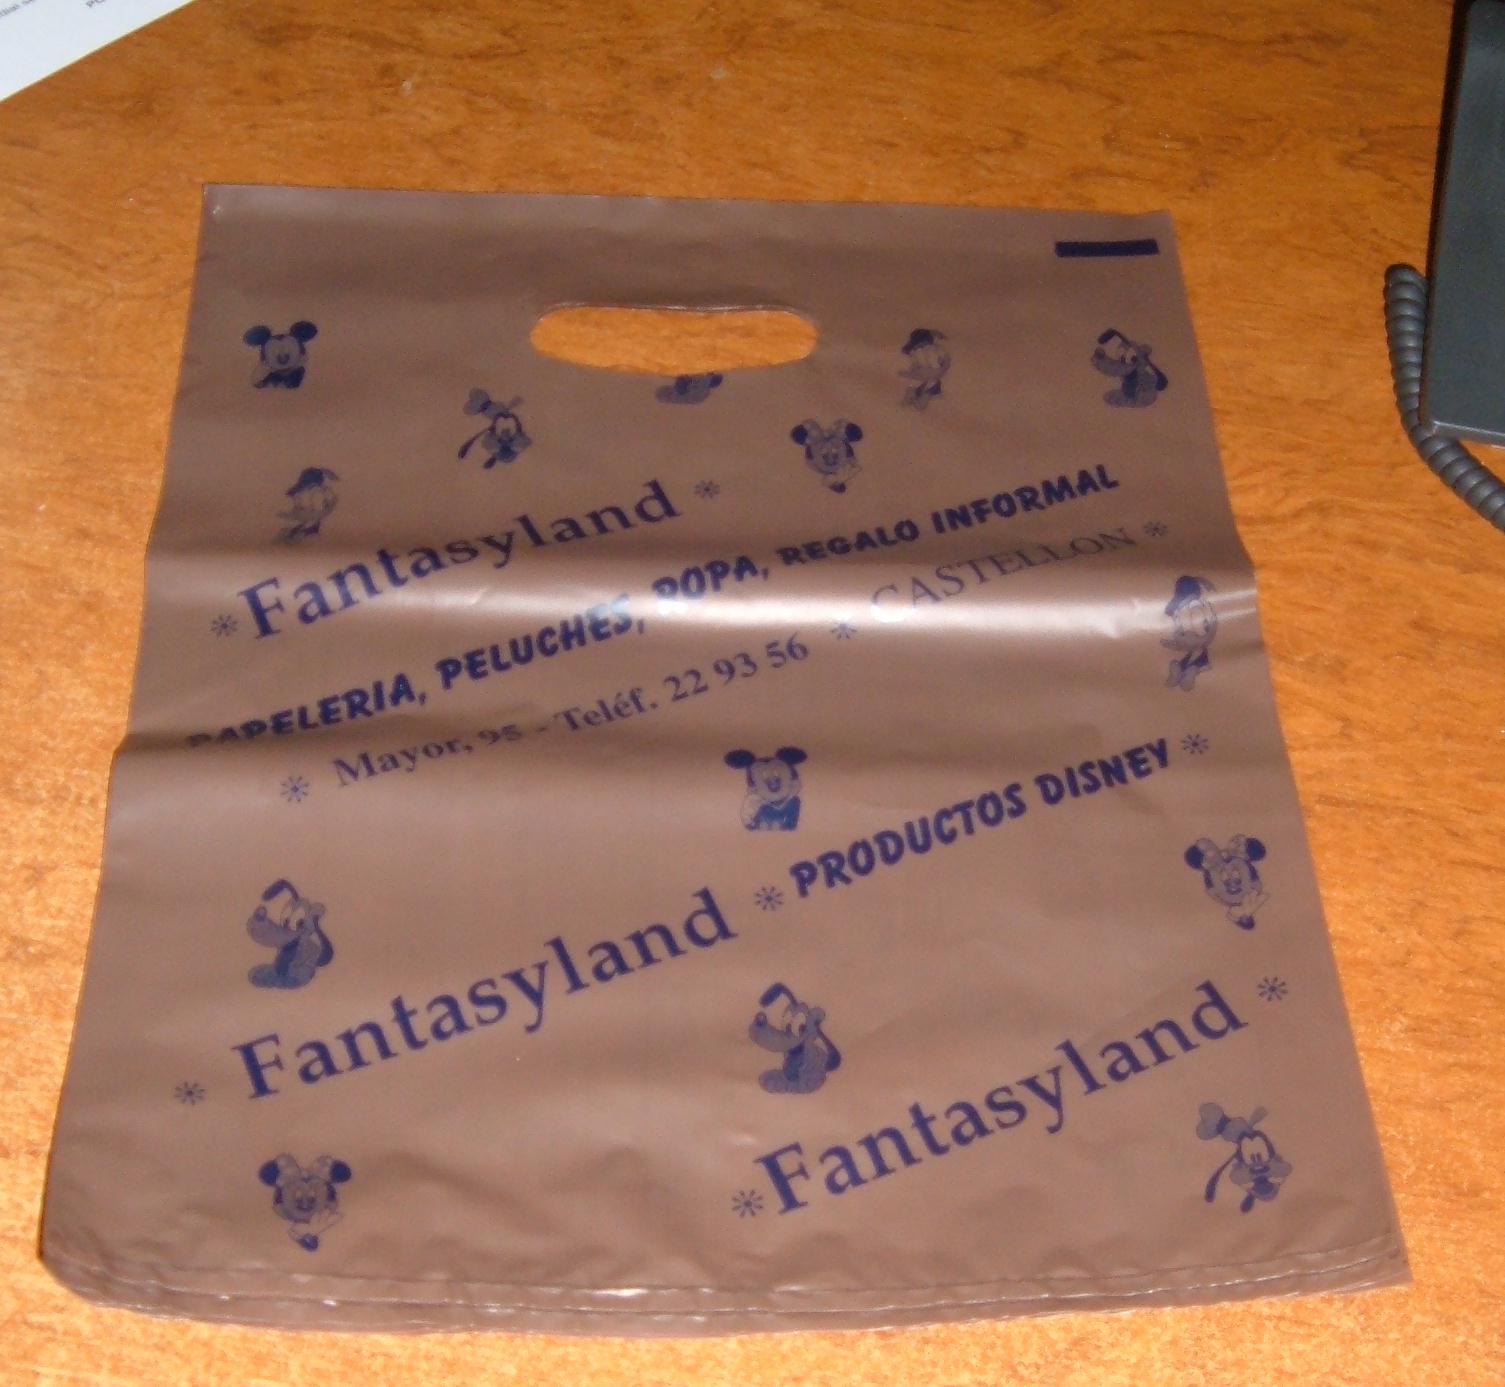 * Fantasyland *
PAPELERIA, PELUCHES, ROPA, REGALO INFORMAL
* Mayor, 95 - Teléf. 22 93 56 * CASTELLON *
* Fantasyland * PRODUCTOS DISNEY *
* Fantasyland *